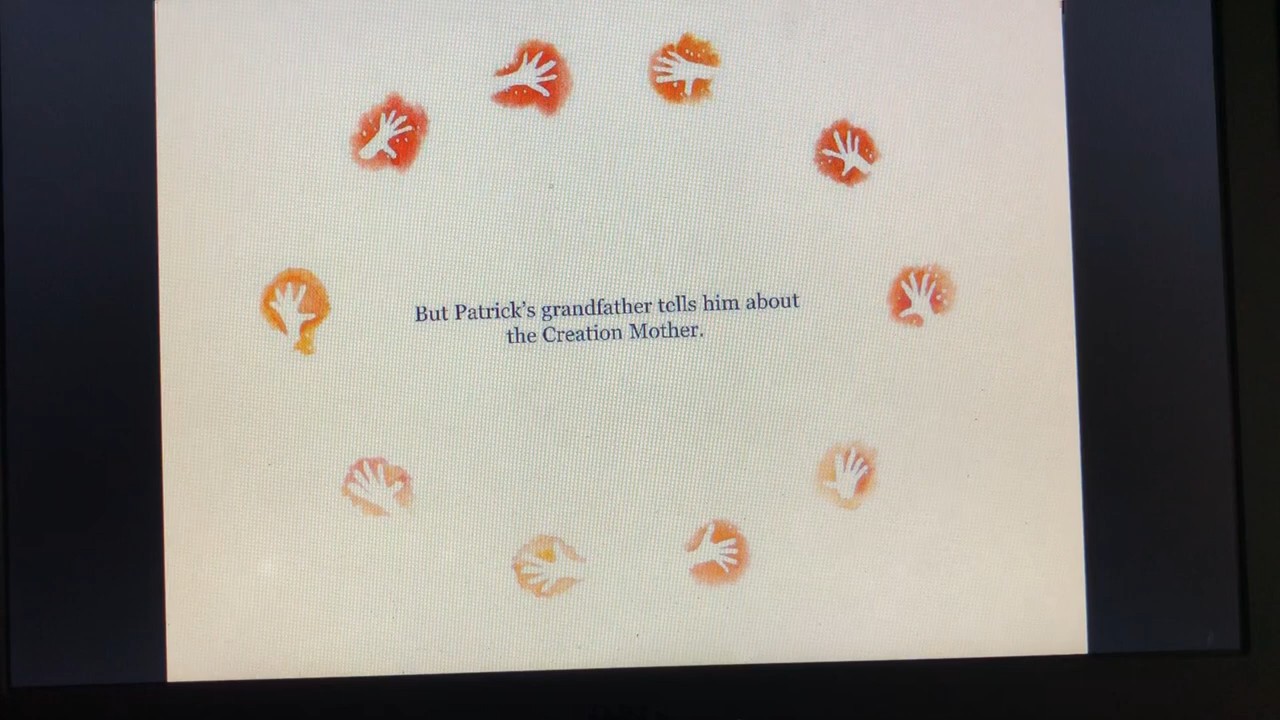 But Patrick's grandfather tells him about
the Creation Mother.